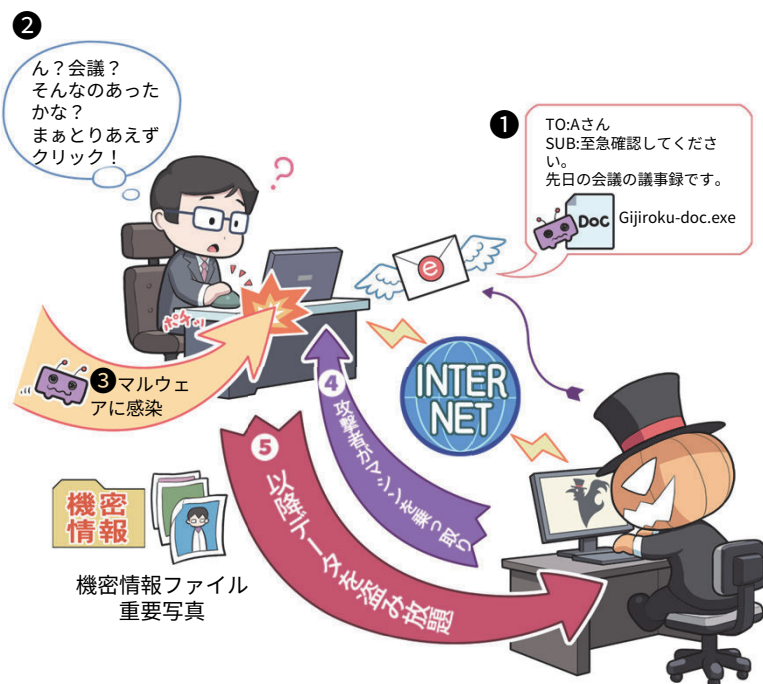 ❷
ん?会議?
そんなのあった
かな?
まぁとりあえず
クリック!
❶
TO:Aさん
SUB:至急確認してくださ
い。
先日の会議の議事録です。
DOC
Gijiroku-doc.exe
?
e
ポチッ
❸マルウェ
アに感染
INTER
NET
❹攻撃者がマシンを乗っ取り
❺以降データを盗み放題
機密
情報
機密情報ファイル
重要写真